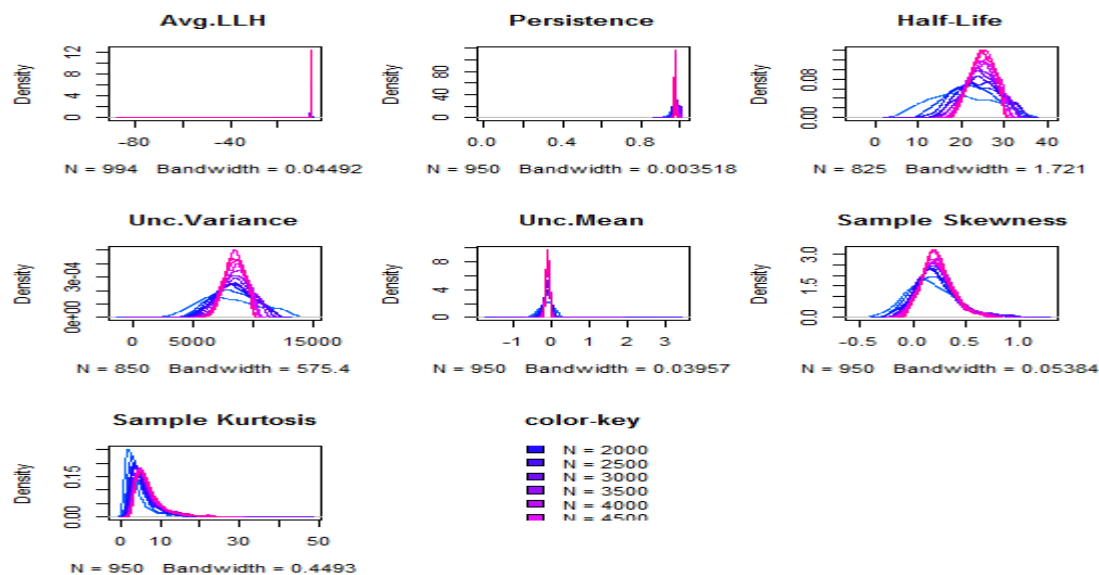 Avg.LLH
Density
0 4 8 12
-80 -40
N = 994 Bandwidth = 0.04492
Persistence
Density
0 40 80
0.0 0.4 0.8
N = 950 Bandwidth = 0.003518
Half-Life
Density
0.00 0.08
0 10 20 30 40
N = 825 Bandwidth = 1.721
Unc.Variance
Density
0e+00 3e-04
0 5000 15000
N = 850 Bandwidth = 575.4
Unc.Mean
Density
0 4 8
-1 0 1 2 3
N = 950 Bandwidth = 0.03957
Sample Skewness
Density
0.0 1.5 3.0
-0.5 0.0 0.5 1.0
N = 950 Bandwidth = 0.05384
Sample Kurtosis
Density
0.00 0.15
0 10 30 50
N = 950 Bandwidth = 0.4493
color-key
N = 2000
N = 2500
N = 3000
N = 3500
N = 4000
N = 4500